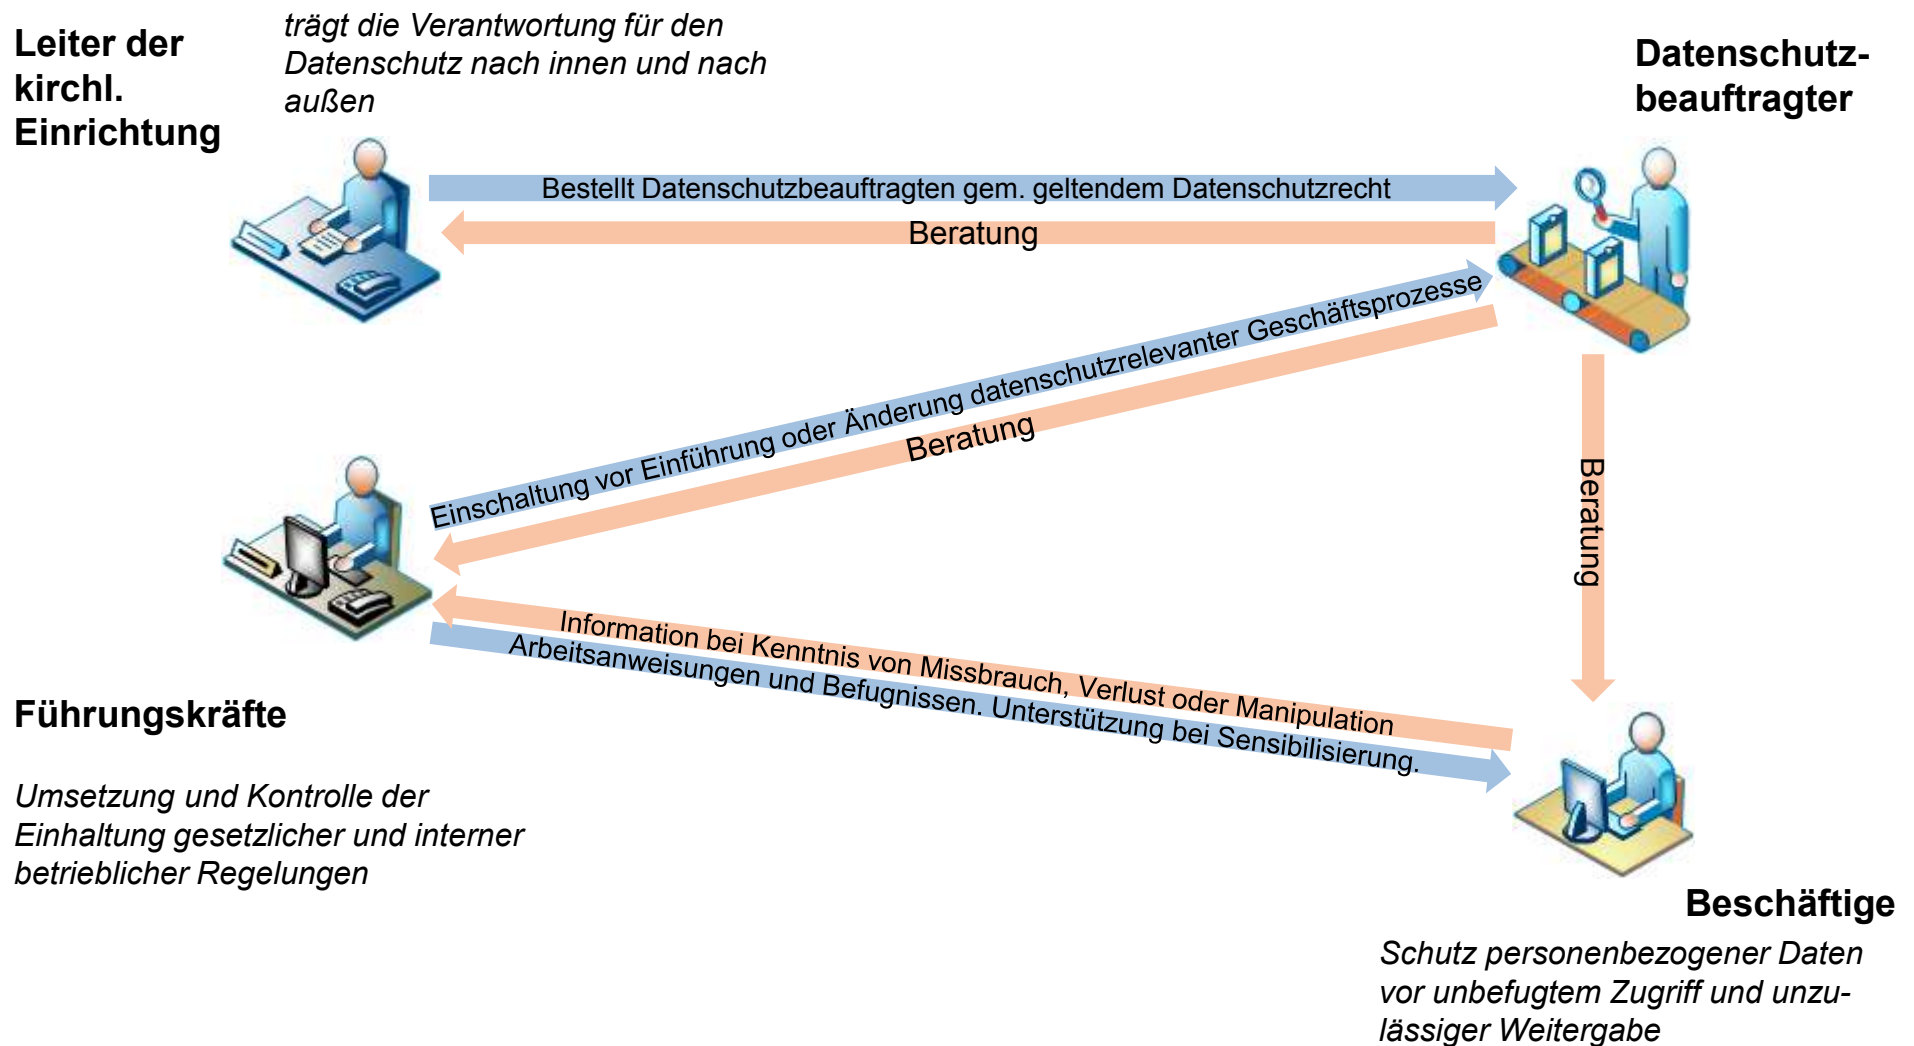 Leiter der
kirchl.
Einrichtung
trägt die Verantwortung für den
Datenschutz nach innen und nach
außen
Datenschutz-
beauftragter
Bestellt Datenschutzbeauftragten gem. geltendem Datenschutzrecht
Beratung
Einschaltung vor Einführung oder Änderung datenschutzrelevanter Geschäftsprozesse
Beratung
Beratung
Information bei Kenntnis von Missbrauch, Verlust oder Manipulation
Arbeitsanweisungen und Befugnissen. Unterstützung bei Sensibilisierung.
Führungskräfte
Umsetzung und Kontrolle der
Einhaltung gesetzlicher und interner
betrieblicher Regelungen
Beschäftige
Schutz personenbezogener Daten
vor unbefugtem Zugriff und unzu-
lässiger Weitergabe